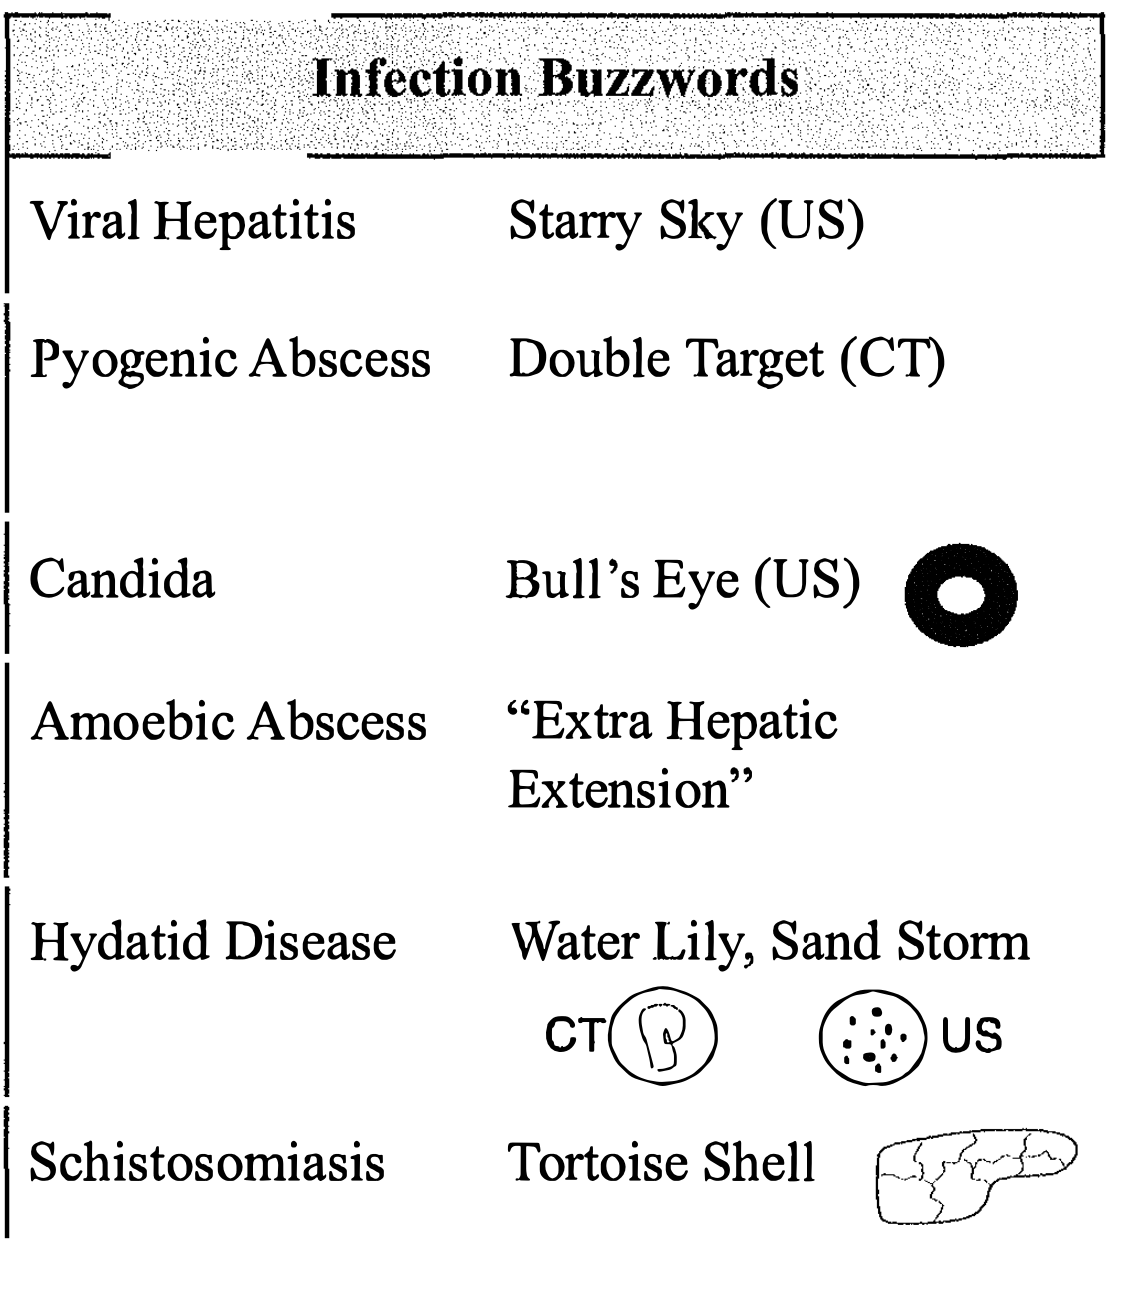 Infection Buzzwords
Viral Hepatitis Starry Sky (US)
Pyogenic Abscess Double Target (CT)
Candida Bull’s Eye (US)
Amoebic Abscess “Extra Hepatic
Extension”
Hydatid Disease Water Lily, Sand Storm
CT US
Schistosomiasis Tortoise Shell